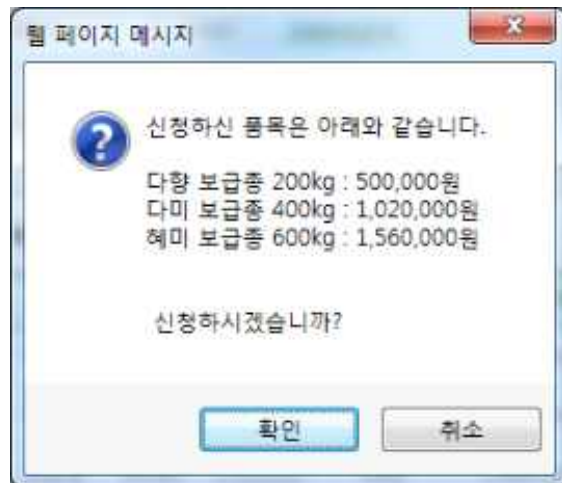 웹 페이지 메시지
신청하신 품목은 아래와 같습니다.
다향 보급종 200kg : 500,000원
다미 보급종 400kg : 1,020,000원
혜미 보급종 600kg : 1,560,000원
신청하시겠습니까?
확인
취소